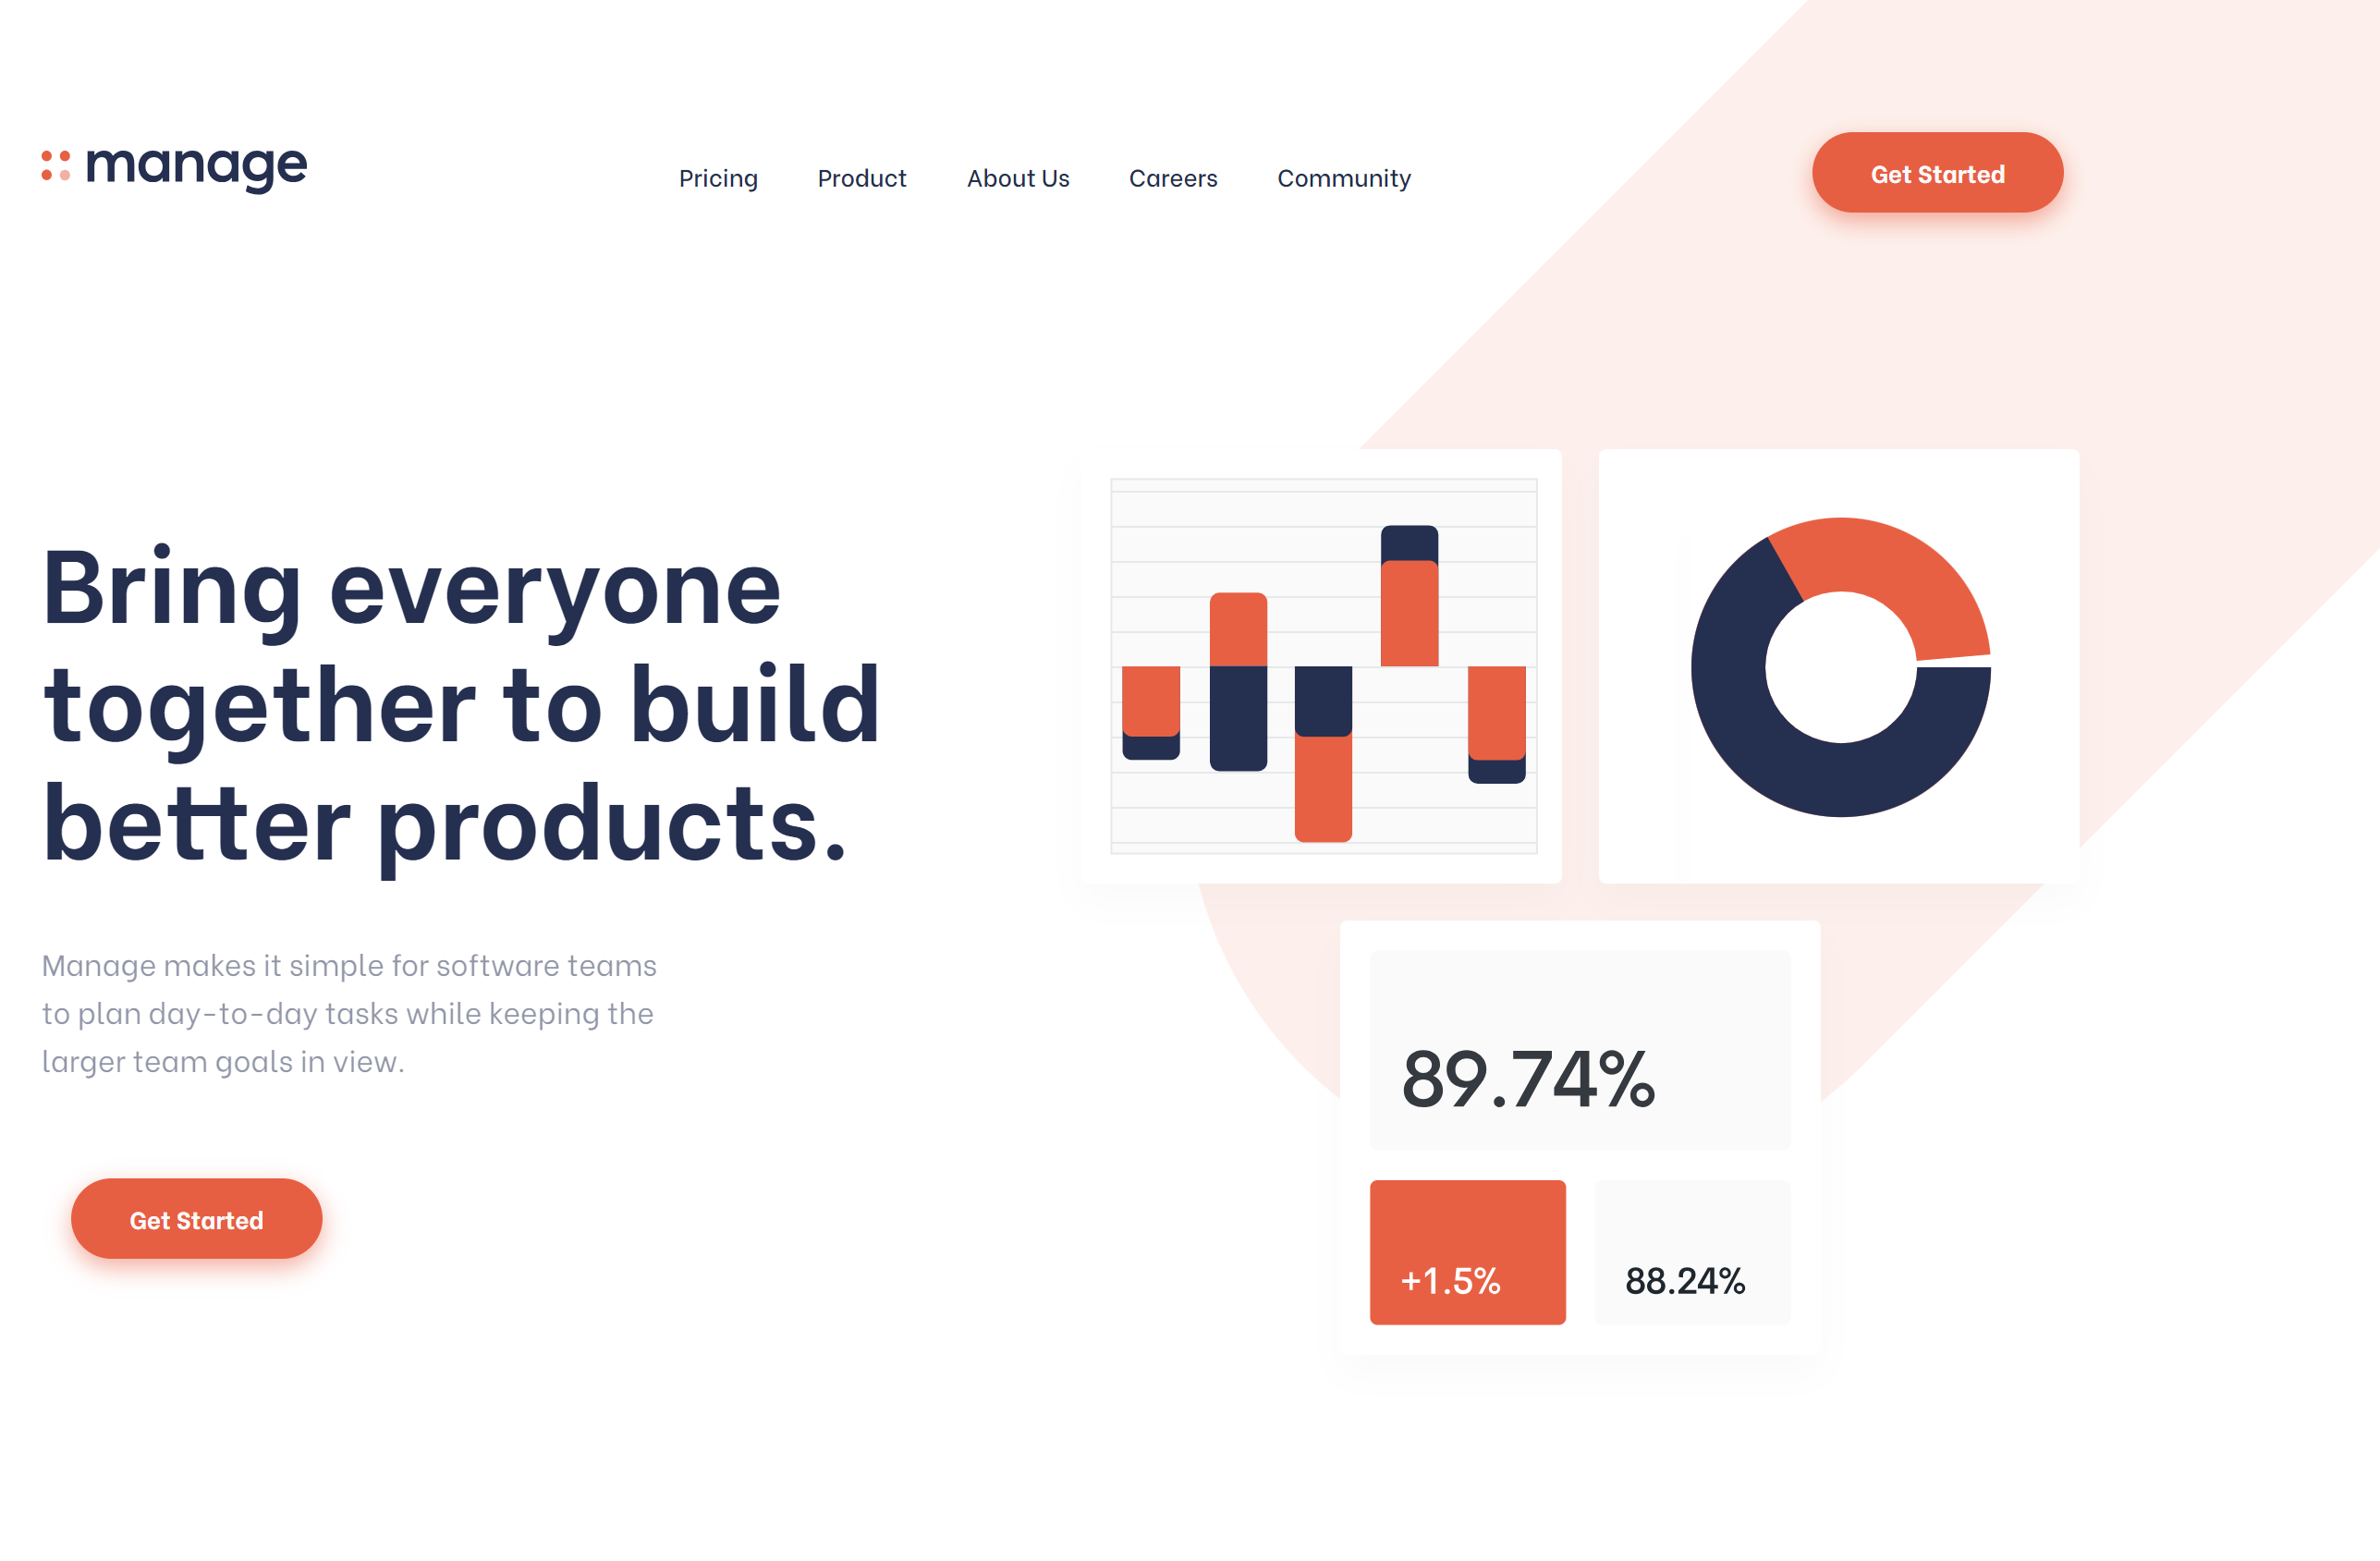 manage
Pricing
Product
About Us
Careers
Community
Get Started
Bring everyone
together to build
better products.
Manage makes it simple for software teams
to plan day-to-day tasks while keeping the
larger team goals in view.
Get Started
89.74%
+1.5%
88.24%